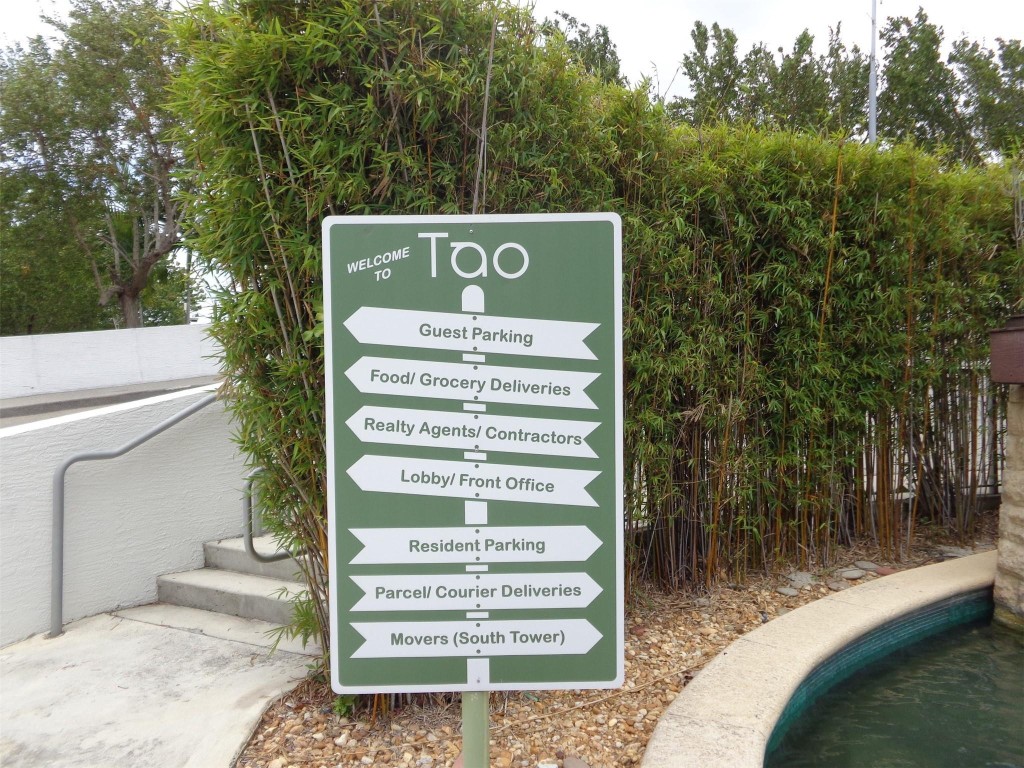 WELCOME
TO
Tao
Guest Parking
Food/ Grocery Deliveries
Realty Agents/ Contractors
Lobby/ Front Office
Resident Parking
Parcel/ Courier Deliveries
Movers (South Tower)